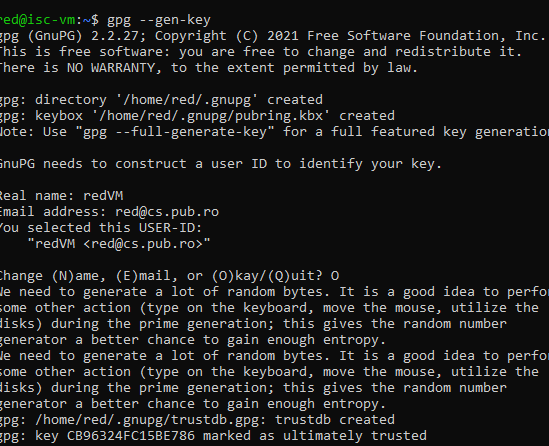 red@isc-vm:~$ gpg --gen-key
gpg (GnuPG) 2.2.27; Copyright (C) 2021 Free Software Foundation, Inc.
This is free software: you are free to change and redistribute it.
There is NO WARRANTY, to the extent permitted by law.
gpg: directory '/home/red/.gnupg' created
gpg: keybox '/home/red/.gnupg/pubring.kbx' created
Note: Use "gpg --full-generate-key" for a full featured key generatio
GnuPG needs to construct a user ID to identify your key.
Real name: redVM
Email address: red@cs.pub.ro
You selected this USER-ID:
"redVM <red@cs.pub.ro>"
Change (N)ame, (E)mail, or (O)kay/(Q)uit? O
We need to generate a lot of random bytes. It is a good idea to perfo
some other action (type on the keyboard, move the mouse, utilize the
disks) during the prime generation; this gives the random number
generator a better chance to gain enough entropy.
We need to generate a lot of random bytes. It is a good idea to perfo
some other action (type on the keyboard, move the mouse, utilize the
disks) during the prime generation; this gives the random number
generator a better chance to gain enough entropy.
gpg: /home/red/.gnupg/trustdb.gpg: trustdb created
gpg: key CB96324FC15BE786 marked as ultimately trusted